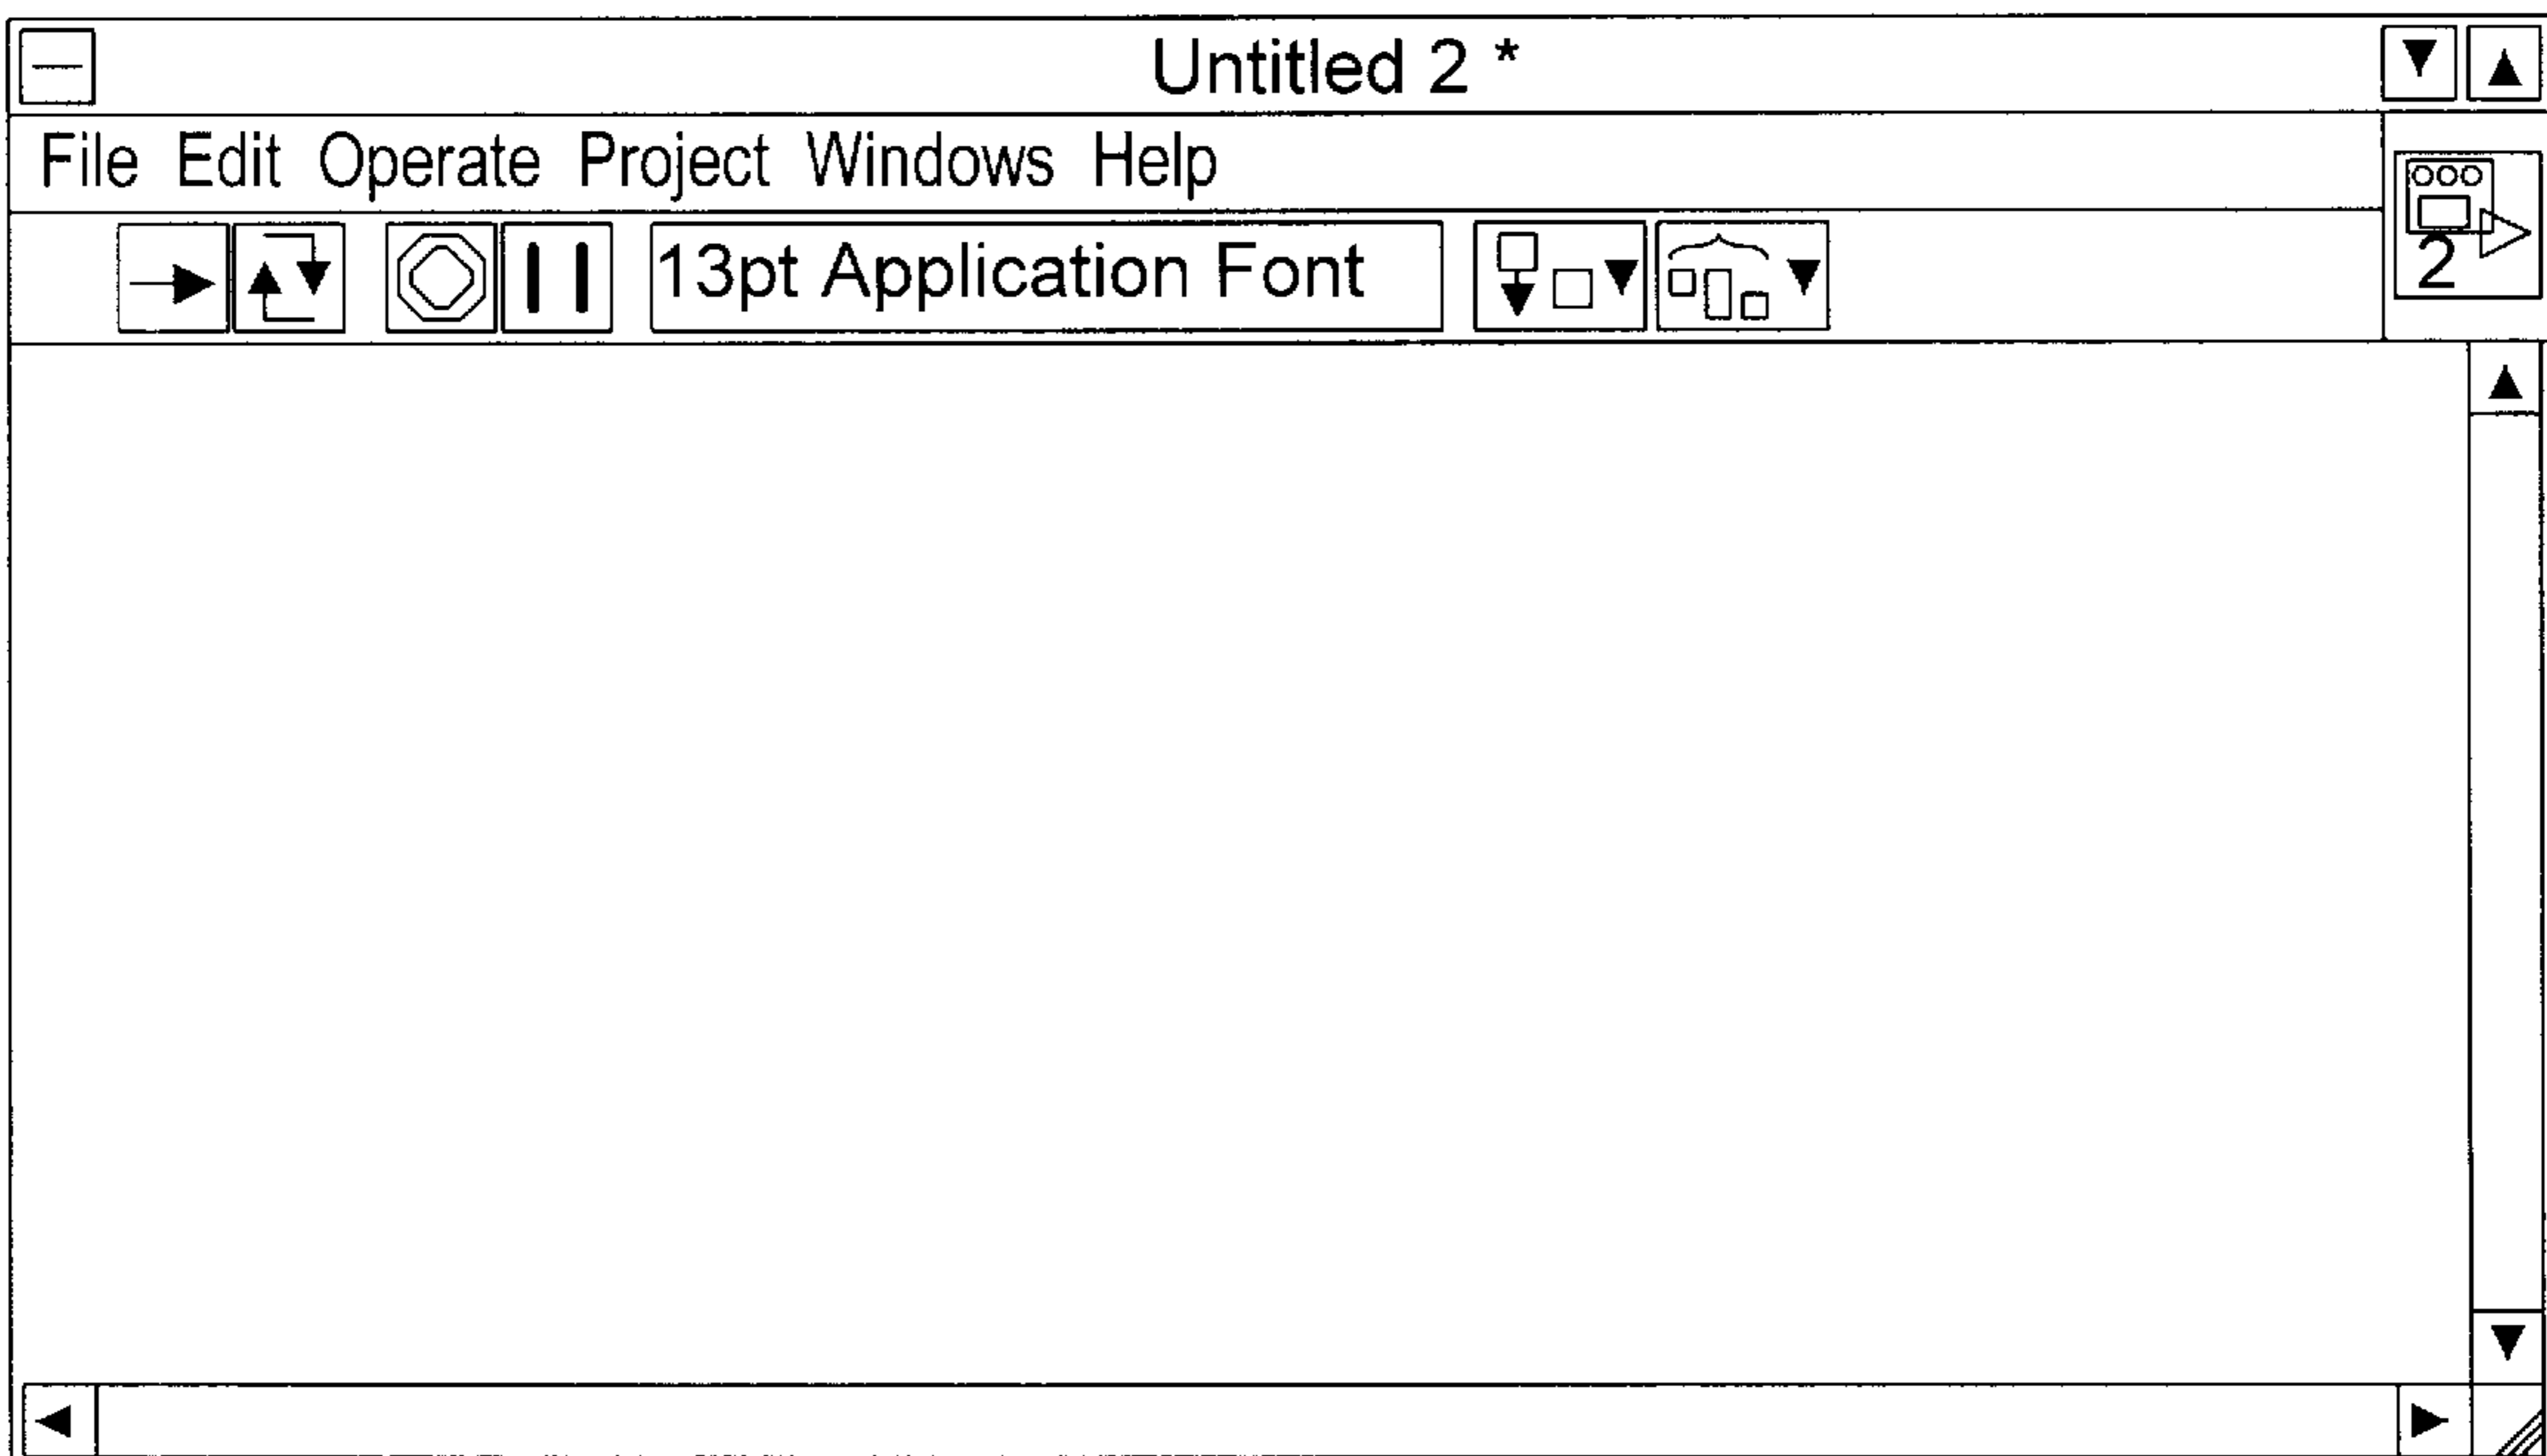 Untitled 2 *
File Edit Operate Project Windows Help
13pt Application Font
2